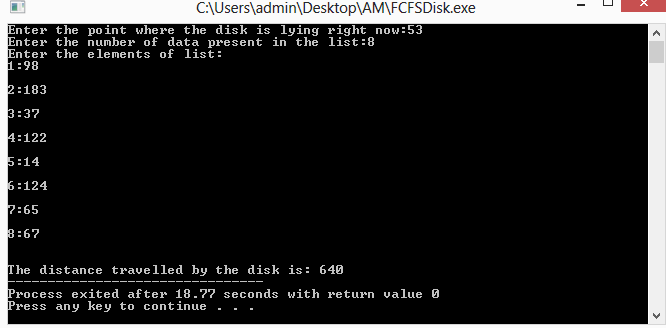 C:\Users\admin\Desktop\AM\FCFSDisk.exe
Enter the point where the disk is lying right now:53
Enter the number of data present in the list:8
Enter the elements of list:
1:98
2:183
3:37
4:122
5:14
6:124
7:65
8:67
The distance travelled by the disk is: 640
--------------------------------
Process exited after 18.77 seconds with return value 0
Press any key to continue . . .